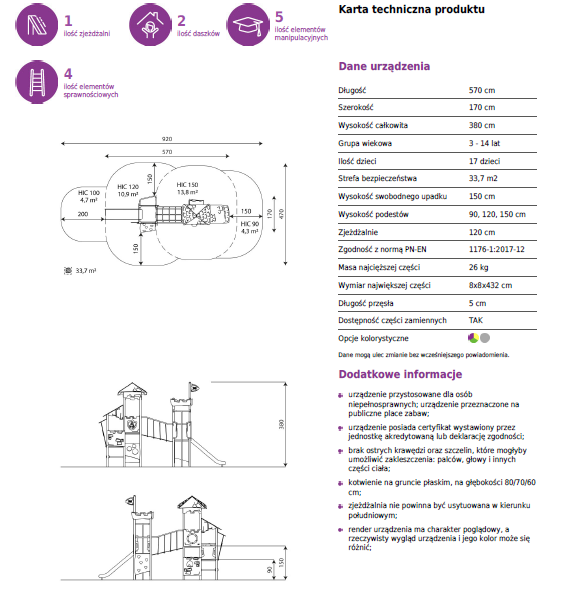 1
ilość zjeżdżalni
2
ilość daszków
5
ilość elementów
manipulacyjnych
4
ilość elementów
sprawnościowych
920
570
HIC 100
4,7 m²
HIC 120
10,9 m²
150
HIC 150
13,8 m²
200
150
170
470
HIC 90
4,3 m²
150
33,7 m²
380
90
150
Karta techniczna produktu
Dane urządzenia
Długość 570 cm
Szerokość 170 cm
Wysokość całkowita 380 cm
Grupa wiekowa 3 - 14 lat
Ilość dzieci 17 dzieci
Strefa bezpieczeństwa 33,7 m2
Wysokość swobodnego upadku 150 cm
Wysokość podestów 90, 120, 150 cm
Zjeżdżalnie 120 cm
Zgodność z normą PN-EN 1176-1:2017-12
Masa najcięższej części 26 kg
Wymiar największej części 8x8x432 cm
Długość przęsła 5 cm
Dostępność części zamiennych TAK
Opcje kolorystyczne
Dane mogą ulec zmianie bez wcześniejszego powiadomienia.
Dodatkowe informacje
urządzenie przystosowane dla osób
niepełnosprawnych; urządzenie przeznaczone na
publiczne place zabaw;
urządzenie posiada certyfikat wystawiony przez
jednostkę akredytowaną lub deklarację zgodności;
brak ostrych krawędzi oraz szczelin, które mogłyby
umożliwić zakleszczenia: palców, głowy i innych
części ciała;
kotwienie na gruncie płaskim, na głębokości 80/70/60
cm;
zjeżdżalnia nie powinna być usytuowana w kierunku
południowym;
render urządzenia ma charakter poglądowy, a
rzeczywisty wygląd urządzenia i jego kolor może się
różnić;